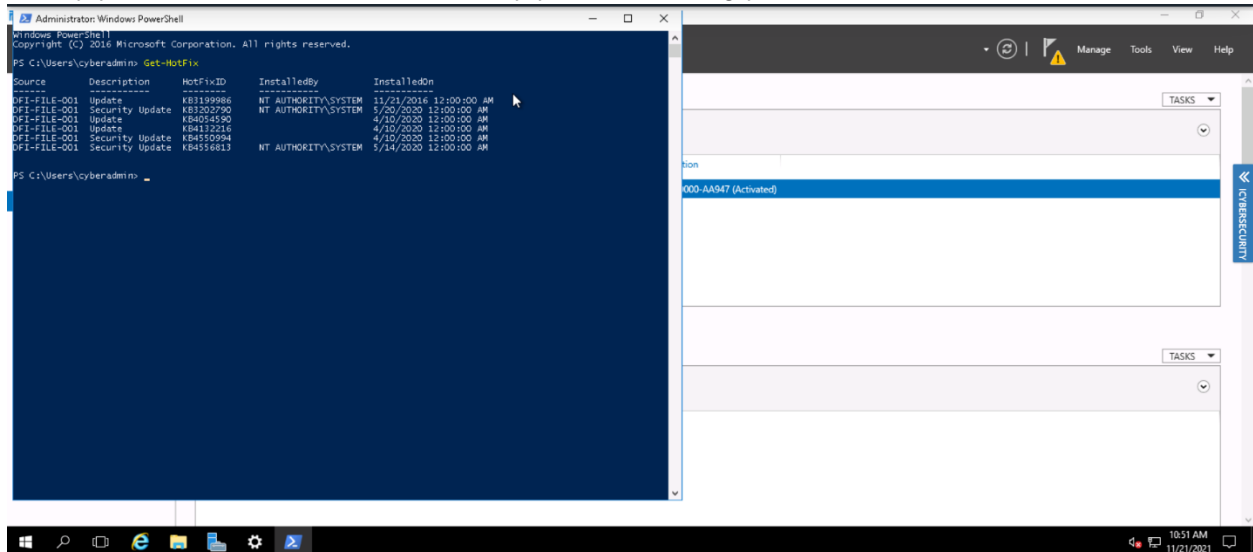 Administrator: Windows PowerShell
Windows PowerShell
Copyright (C) 2016 Microsoft Corporation. All rights reserved.
PS C:\Users\cyberadmin> Get-HotFix
Source Description HotFixID InstalledBy InstalledOn
------ ----------- -------- ----------- -----------
DFI-FILE-001 Update KB3199986 NT AUTHORITY\SYSTEM 11/21/2016 12:00:00 AM
DFI-FILE-001 Security Update KB3202790 NT AUTHORITY\SYSTEM 5/20/2020 12:00:00 AM
DFI-FILE-001 Update KB4054590 4/10/2020 12:00:00 AM
DFI-FILE-001 Update KB4132216 4/10/2020 12:00:00 AM
DFI-FILE-001 Security Update KB4550994 4/10/2020 12:00:00 AM
DFI-FILE-001 Security Update KB4556813 NT AUTHORITY\SYSTEM 5/14/2020 12:00:00 AM
PS C:\Users\cyberadmin> _
Manage Tools View Help
TASKS
tion
000-AA947 (Activated)
ICYBERSECURITY
TASKS
10:51 AM
11/21/2021